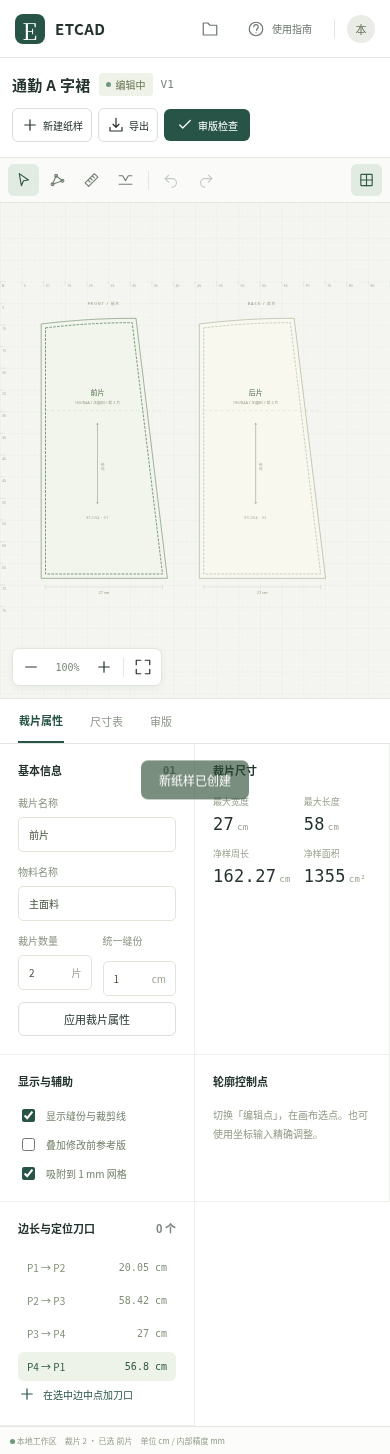 E ETCAD 使用指南 本
通勤 A 字裙 编辑中 V1
新建纸样 导出 审版检查
FRONT / 前片 BACK / 后片
前片 后片
27 cm 27 cm
100%
裁片属性 尺寸表 审版
新纸样已创建
基本信息 01
裁片名称
前片
物料名称
主面料
裁片数量 统一缝份
2 片 1 cm
应用裁片属性
裁片尺寸
最大宽度 最大长度
27 cm 58 cm
净样周长 净样面积
162.27 cm 1355 cm²
显示与辅助
显示缝份与裁剪线
叠加修改前参考版
吸附到 1 mm 网格
轮廓控制点
切换「编辑点」，在画布选点。也可
使用坐标输入精确调整。
边长与定位刀口 0 个
P1 → P2 20.05 cm
P2 → P3 58.42 cm
P3 → P4 27 cm
P4 → P1 56.8 cm
在选中边中点加刀口
本地工作区 裁片 2 · 已选 前片 单位 cm / 内部精度 mm